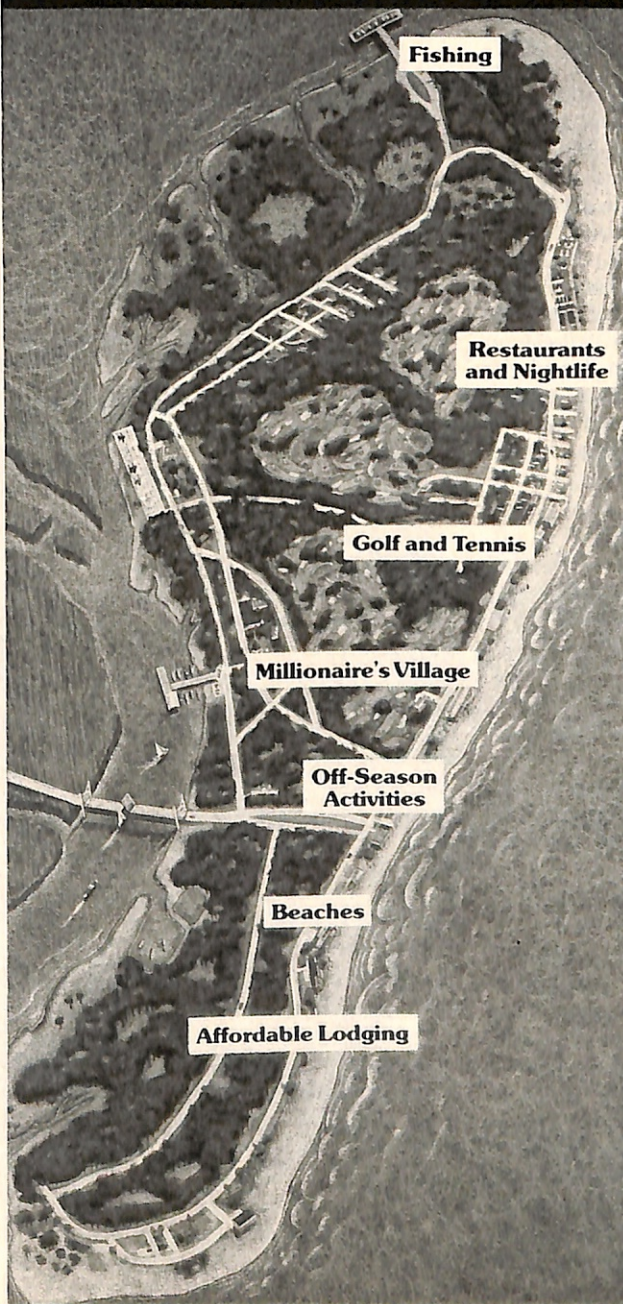 Fishing
Restaurants
and Nightlife
Golf and Tennis
Millionaire's Village
Off-Season
Activities
Beaches
Affordable Lodging